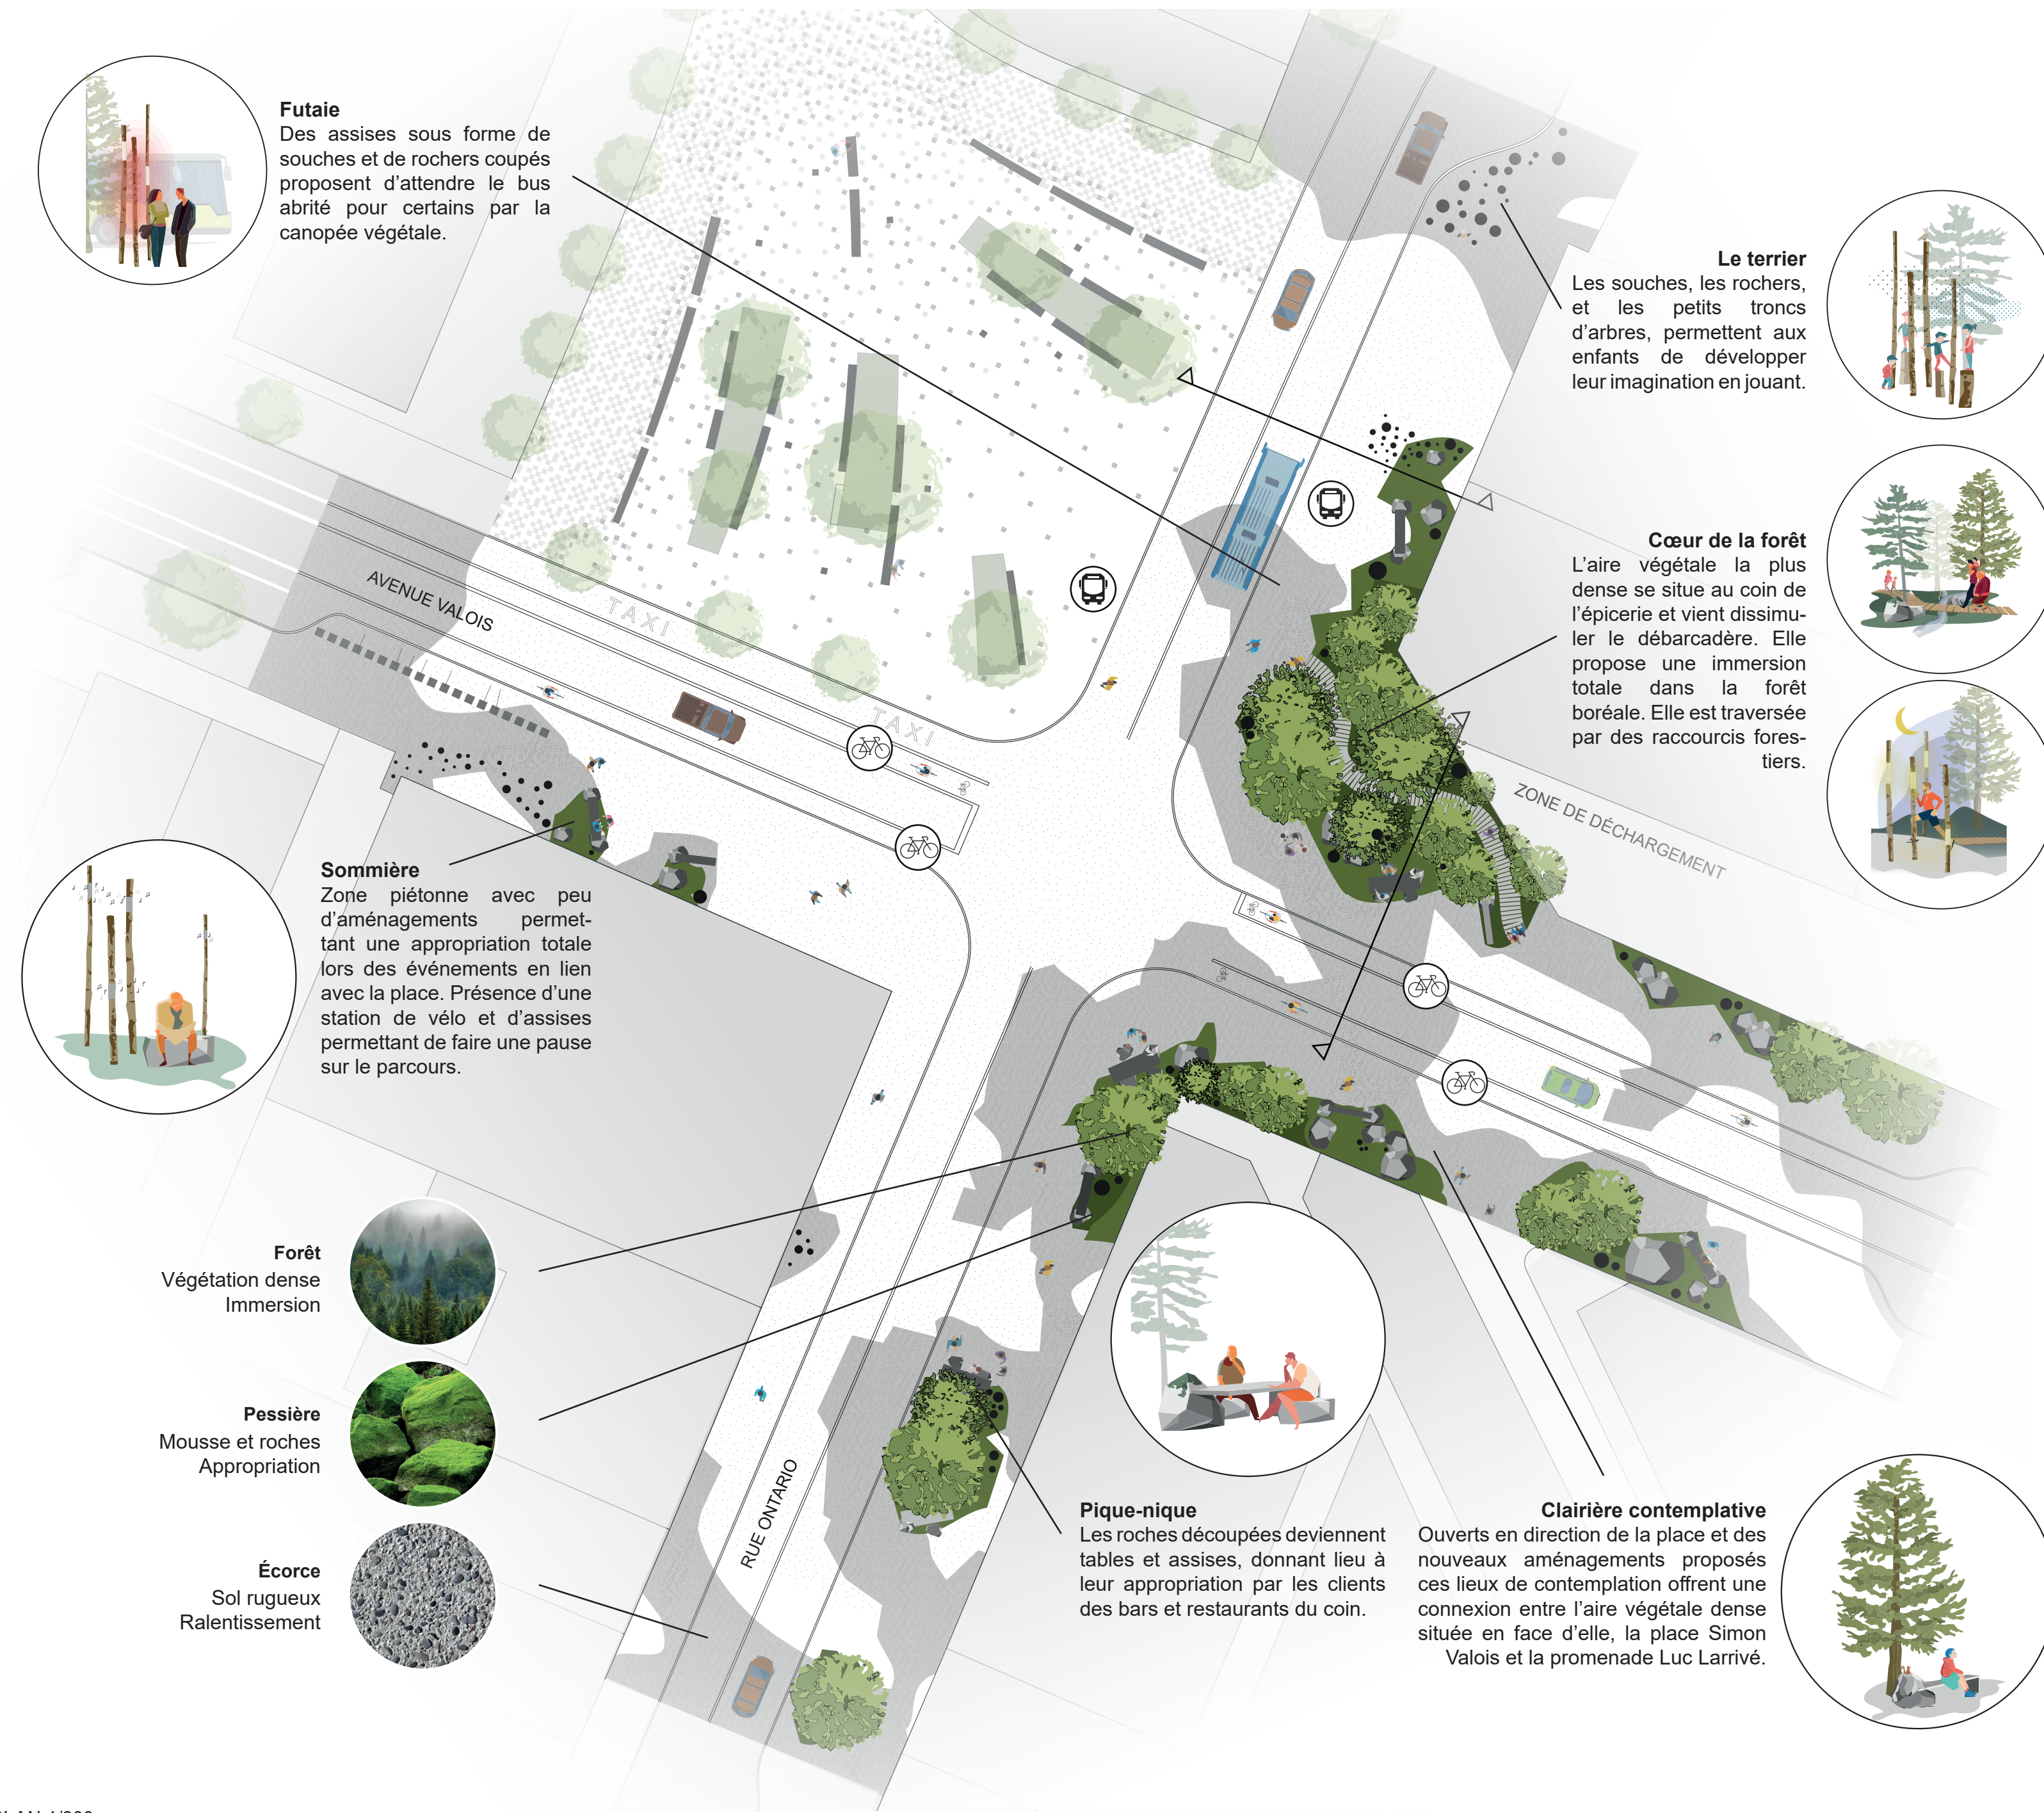 Futaie
Des assises sous forme de
souches et de rochers coupés
proposent d'attendre le bus
abrité pour certains par la
canopée végétale.
Le terrier
Les souches, les rochers,
et les petits troncs
d'arbres, permettent aux
enfants de développer
leur imagination en jouant.
Cœur de la forêt
L'aire végétale la plus
dense se situe au coin de
l'épicerie et vient dissimu-
ler le débarcadère. Elle
propose une immersion
totale dans la forêt
boréale. Elle est traversée
par des raccourcis fores-
tiers.
AVENUE VALOIS
TAXI
TAXI
ZONE DE DÉCHARGEMENT
Sommière
Zone piétonne avec peu
d'aménagements permet-
tant une appropriation totale
lors des événements en lien
avec la place. Présence d'une
station de vélo et d'assises
permettant de faire une pause
sur le parcours.
Forêt
Végétation dense
Immersion
Pessière
Mousse et roches
Appropriation
Écorce
Sol rugueux
Ralentissement
RUE ONTARIO
Pique-nique
Les roches découpées deviennent
tables et assises, donnant lieu à
leur appropriation par les clients
des bars et restaurants du coin.
Clairière contemplative
Ouverts en direction de la place et des
nouveaux aménagements proposés
ces lieux de contemplation offrent une
connexion entre l'aire végétale dense
située en face d'elle, la place Simon
Valois et la promenade Luc Larrivé.